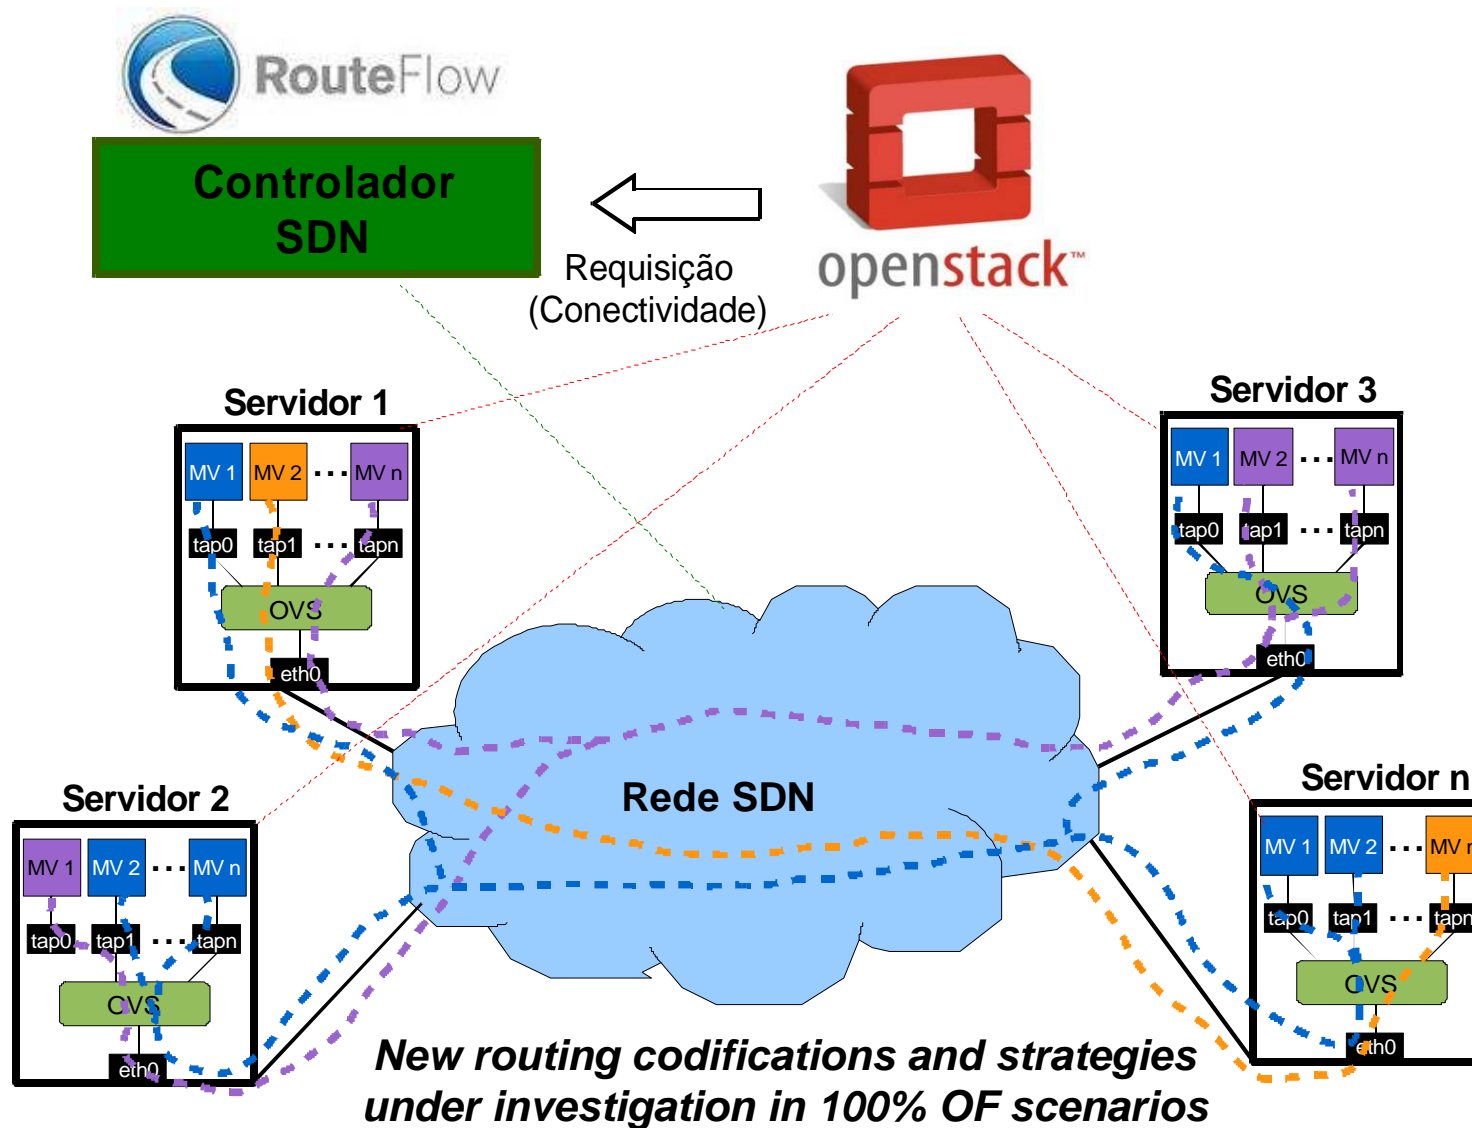 RouteFlow
Controlador
SDN
openstack™
Requisição
(Conectividade)
Servidor 1
MV 1 MV 2 ... MV n
tap0 tap1 ... tapn
OVS
eth0
Servidor 3
MV 1 MV 2 ... MV n
tap0 tap1 ... tapn
OVS
eth0
Rede SDN
Servidor 2
MV 1 MV 2 ... MV n
tap0 tap1 ... tapn
OVS
eth0
Servidor n
MV 1 MV 2 ... MV n
tap0 tap1 ... tapn
OVS
eth0
New routing codifications and strategies
under investigation in 100% OF scenarios